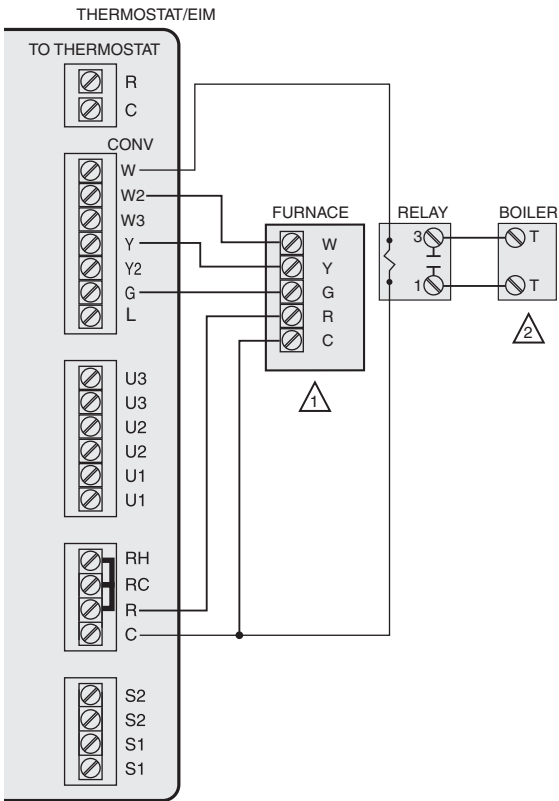 THERMOSTAT/EIM
TO THERMOSTAT
R
C
CONV
W
W2
W3
Y
Y2
G
L
U3
U3
U2
U2
U1
U1
RH
RC
R
C
S2
S2
S1
S1
FURNACE
W
Y
G
R
C
1
RELAY
3
1
BOILER
T
T
2